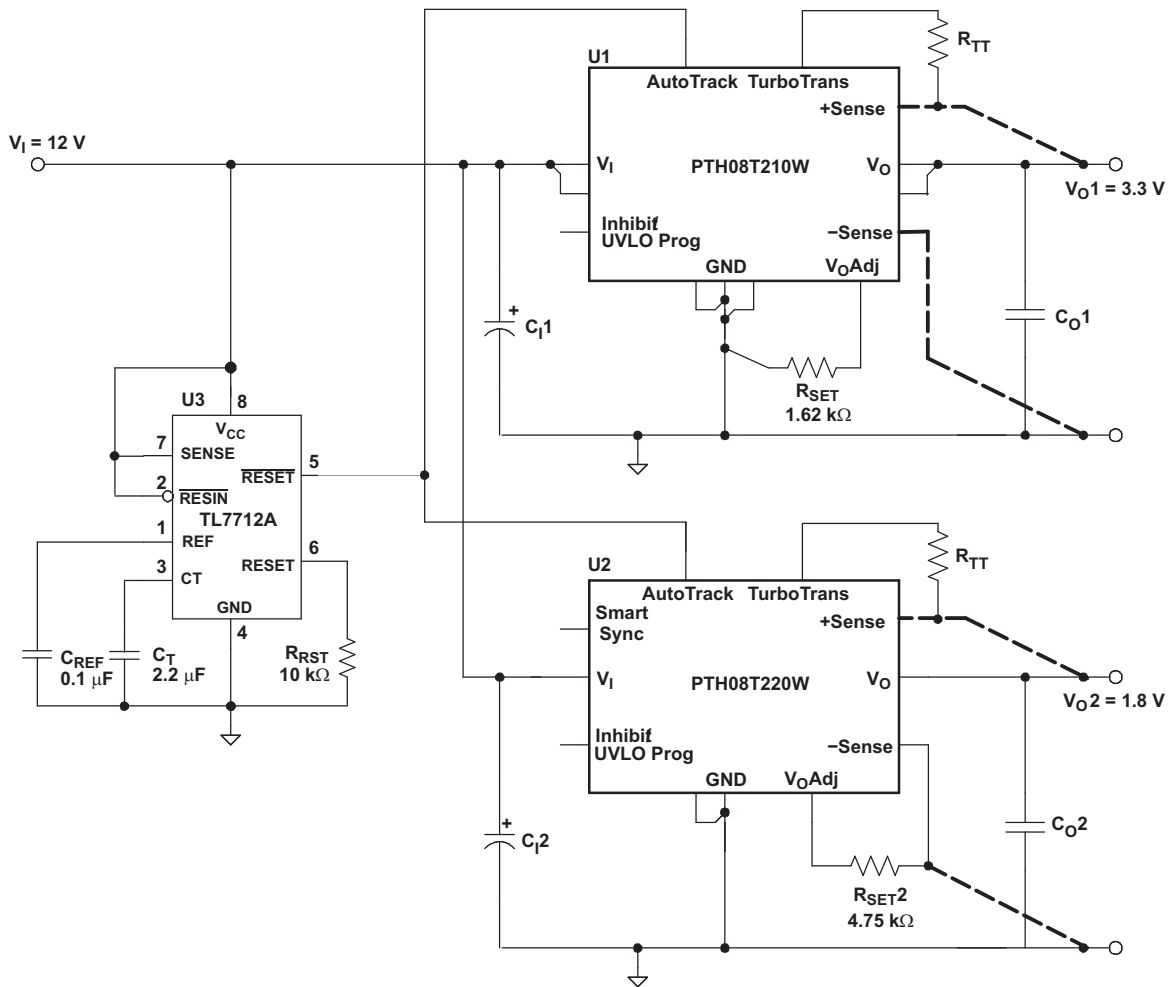 U1
R_TT
AutoTrack TurboTrans
+Sense
V_I = 12 V
V_I
PTH08T210W
V_O
V_O1 = 3.3 V
Inhibit/
UVLO Prog
−Sense
GND
V_OAdj
+
C_I1
C_O1
R_SET
1.62 kΩ
U3
8
V_CC
7
SENSE
5
RESET
2
RESIN
TL7712A
1
REF
6
RESET
3
CT
GND
4
C_REF
0.1 μF
C_T
2.2 μF
R_RST
10 kΩ
U2
R_TT
AutoTrack TurboTrans
Smart
Sync
+Sense
V_I
PTH08T220W
V_O
V_O2 = 1.8 V
Inhibit/
UVLO Prog
−Sense
GND
V_OAdj
+
C_I2
C_O2
R_SET2
4.75 kΩ